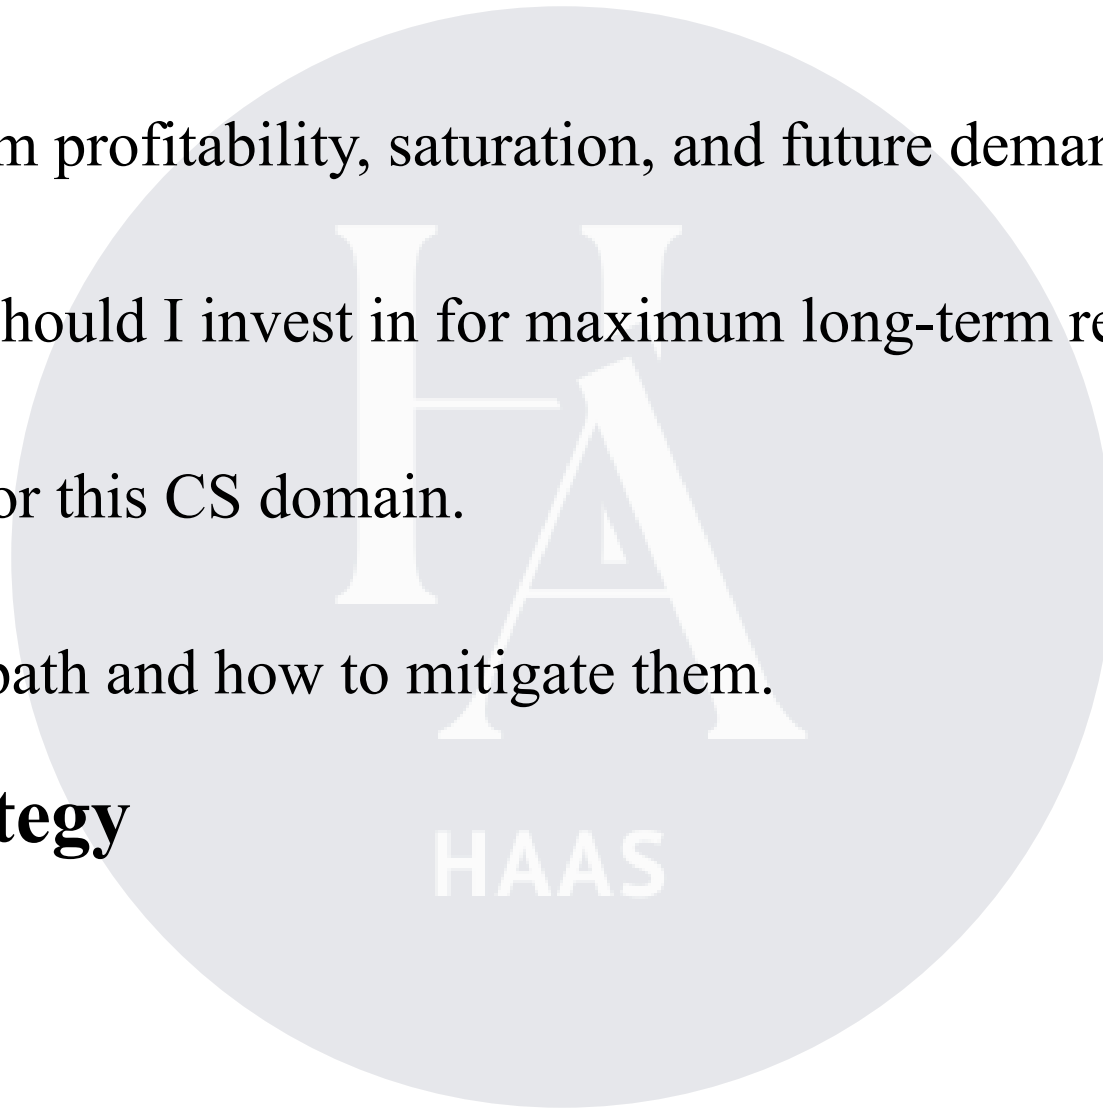 m profitability, saturation, and future deman
hould I invest in for maximum long-term re
or this CS domain.
path and how to mitigate them.
tegy
HA
HAAS